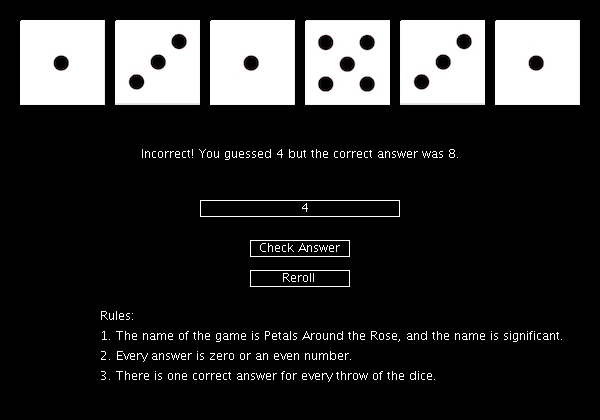 Incorrect! You guessed 4 but the correct answer was 8.
4
Check Answer
Reroll
Rules:
1. The name of the game is Petals Around the Rose, and the name is significant.
2. Every answer is zero or an even number.
3. There is one correct answer for every throw of the dice.